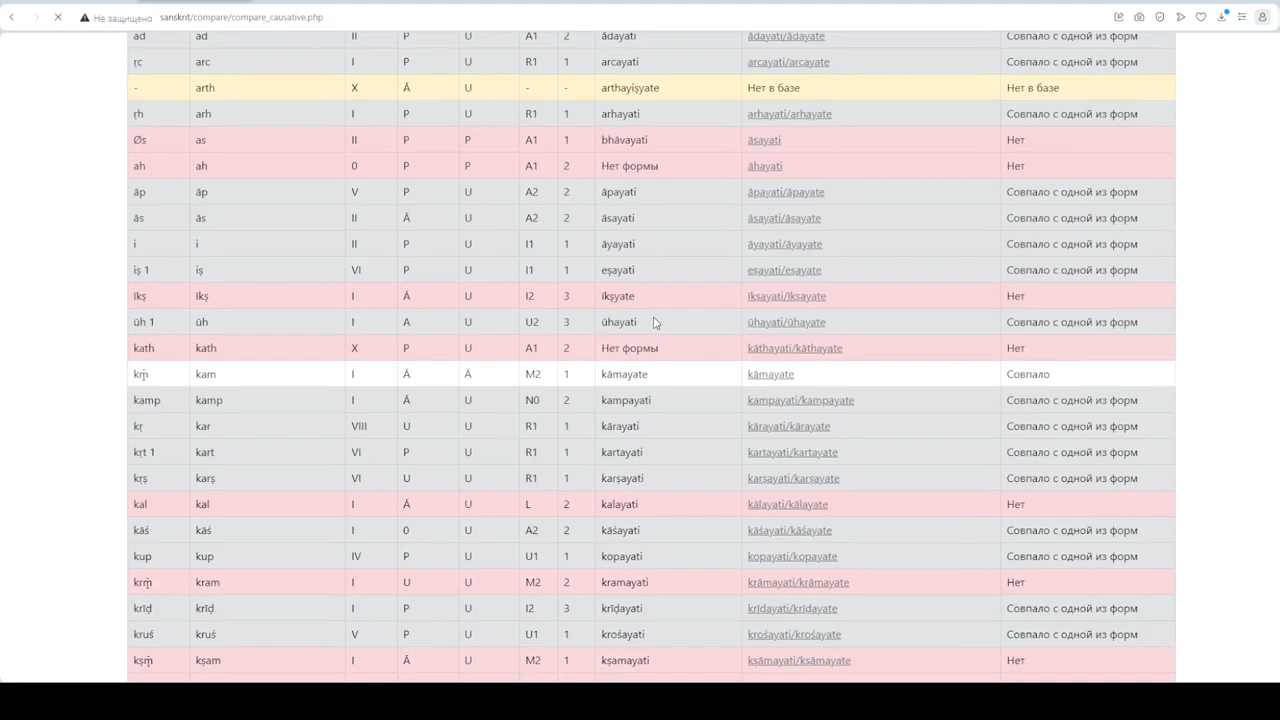 Не защищено sanskrit/compare/compare_causative.php
ad ad II P U A1 2 ādayati ādayati/ādayate Совпало с одной из форм
ṛc arc I P U R1 1 arcayati arcayati/arcayate Совпало с одной из форм
- arth X Ā U - - arthayiṣyate Нет в базе Нет в базе
ṛh arh I P U R1 1 arhayati arhayati/arhayate Совпало с одной из форм
Øs as II P P A1 1 bhāvayati āsayati Нет
ah ah 0 P P A1 2 Нет формы āhayati Нет
āp āp V P U A2 2 āpayati āpayati/āpayate Совпало с одной из форм
ās ās II Ā U A2 2 āsayati āsayati/āsayate Совпало с одной из форм
i i II P U I1 1 āyayati āyayati/āyayate Совпало с одной из форм
iṣ 1 iṣ VI P U I1 1 eṣayati eṣayati/eṣayate Совпало с одной из форм
īkṣ īkṣ I Ā U I2 3 īkṣyate īkṣayati/īkṣayate Нет
ūh 1 ūh I A U U2 3 ūhayati ūhayati/ūhayate Совпало с одной из форм
kath kath X P U A1 2 Нет формы kāthayati/kāthayate Нет
kṛm̄̇ kam I Ā Ā M2 1 kāmayate kāmayate Совпало
kamp kamp I Ā U N0 2 kampayati kampayati/kampayate Совпало с одной из форм
kṛ kar VIII U U R1 1 kārayati kārayati/kārayate Совпало с одной из форм
kṛt 1 kart VI P U R1 1 kartayati kartayati/kartayate Совпало с одной из форм
kṛṣ karṣ VI U U R1 1 karṣayati karṣayati/karṣayate Совпало с одной из форм
kal kal I Ā U L 2 kalayati kālayati/kālayate Нет
kāś kāś I 0 U A2 2 kāśayati kāśayati/kāśayate Совпало с одной из форм
kup kup IV P U U1 1 kopayati kopayati/kopayate Совпало с одной из форм
krm̥̄ kram I U U M2 2 kramayati krāmayati/krāmayate Нет
krīḍ krīḍ I P U I2 3 krīḍayati krīḍayati/krīḍayate Совпало с одной из форм
kruś kruś V P U U1 1 krośayati krośayati/krośayate Совпало с одной из форм
kṣm̥̄ kṣam I Ā U M2 1 kṣamayati kṣāmayati/kṣāmayate Нет